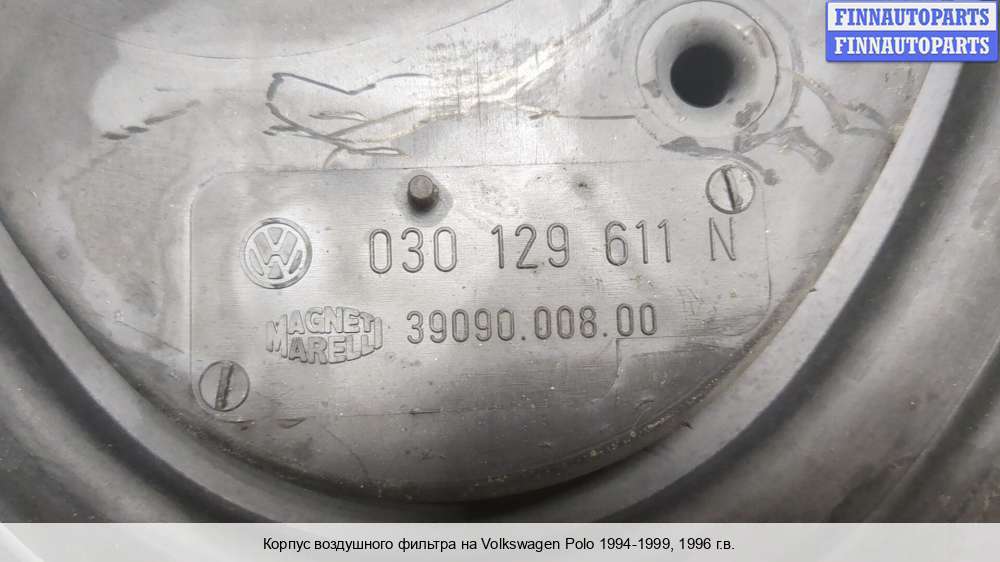 FINNAUTOPARTS
FINNAUTOPARTS
030 129 611 N
MAGNETI
MARELLI
39090.008.00
Корпус воздушного фильтра на Volkswagen Polo 1994-1999, 1996 г.в.